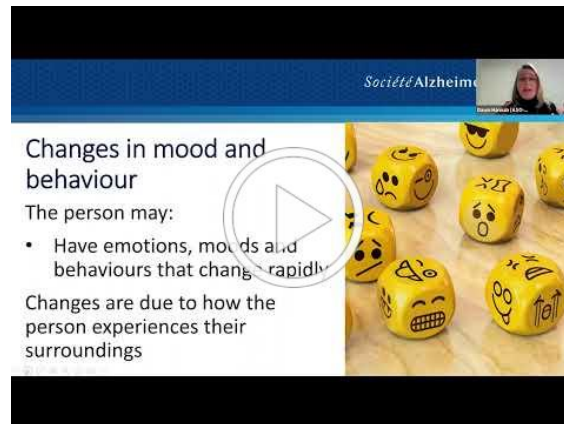 Société Alzheime
Changes in mood and
behaviour
The person may:
• Have emotions, moods and
behaviours that change rapidly
Changes are due to how the
person experiences their
surroundings